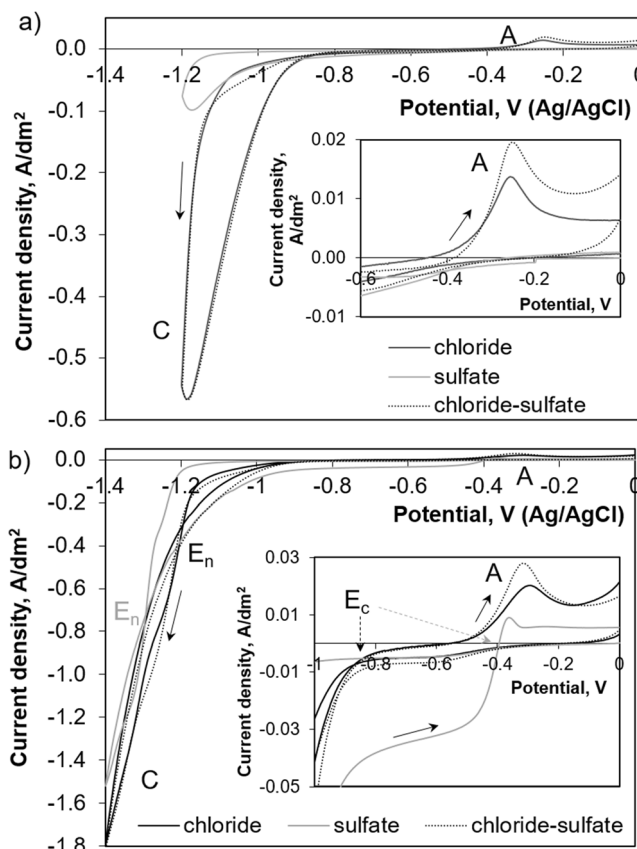 a)
A
0.0
-1.4 -1.2 -1 -0.8 -0.6 -0.4 -0.2 0
Potential, V (Ag/AgCl)
-0.1
-0.2
-0.3
-0.4
-0.5
-0.6
Current density, A/dm²
C
0.02
0.01
0.00
-0.01
A
-0.6 -0.4 -0.2 0
Current density, A/dm²
Potential, V
chloride
sulfate
chloride-sulfate
b)
0.0
-1.4 -1.2 -1 -0.8 -0.6 -0.4 -0.2 0
A
Potential, V (Ag/AgCl)
-0.2
-0.4
-0.6
-0.8
-1.0
-1.2
-1.4
-1.6
-1.8
Current density, A/dm²
Eₙ
Eₙ
C
0.03
0.01
-0.01
-0.03
-0.05
A
E_c
-1 -0.8 -0.6 -0.4 -0.2 0
Potential, V
Current density, A/dm²
chloride sulfate chloride-sulfate